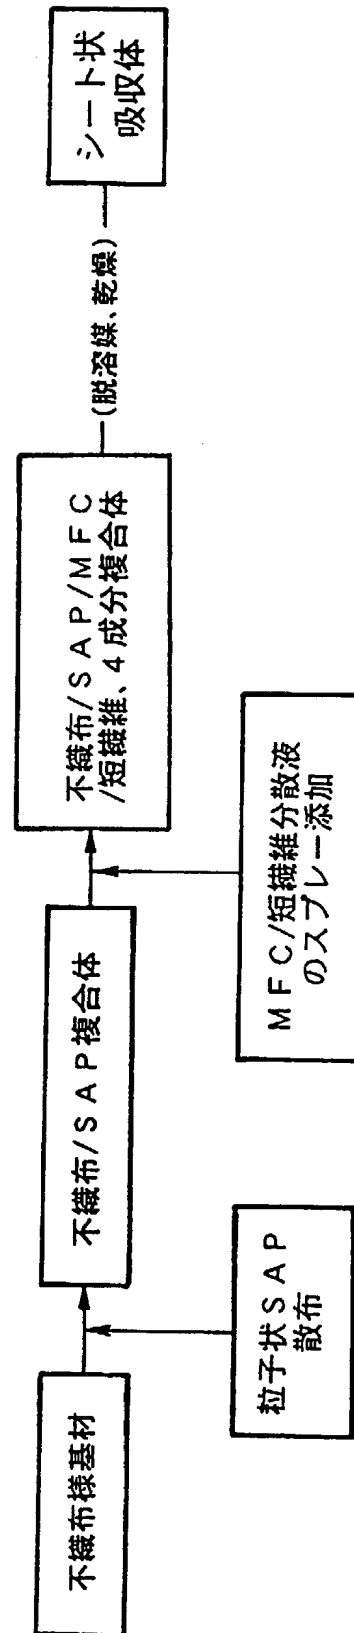 不織布様基材
粒子状SAP
散布
不織布/SAP複合体
MFC/短繊維分散液
のスプレー添加
不織布/SAP/MFC
/短繊維、4成分複合体
(脱溶媒、乾燥)
シート状
吸収体